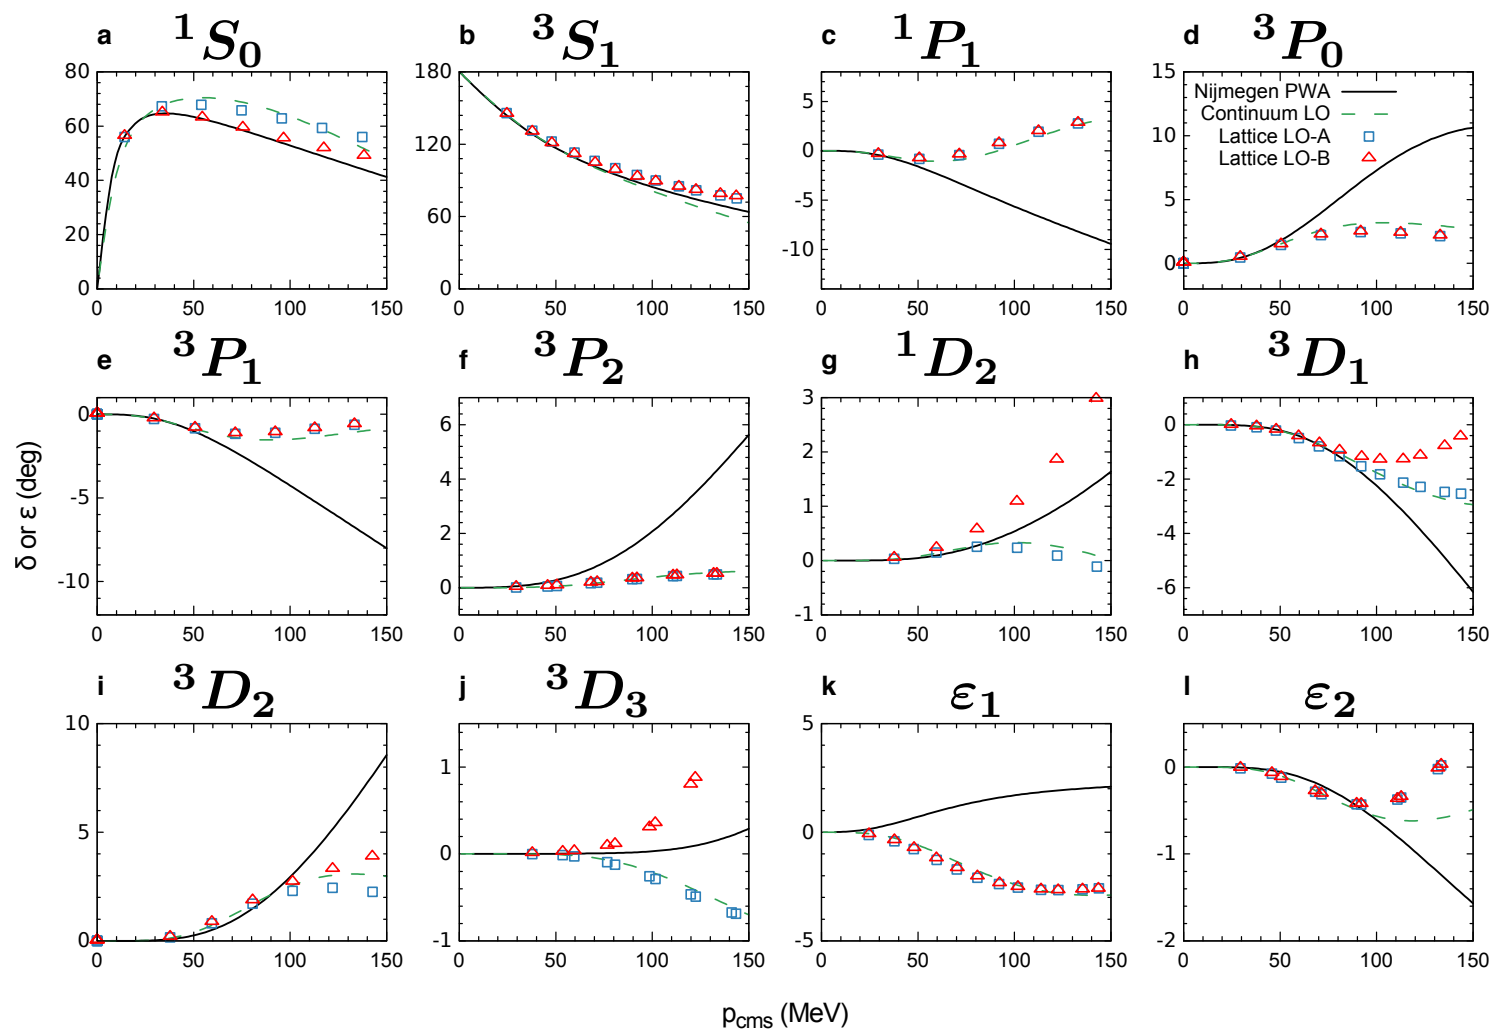 a ¹S₀
b ³S₁
c ¹P₁
d ³P₀
80
60
40
20
0
0 50 100 150
180
120
60
0
0 50 100 150
5
0
-5
-10
0 50 100 150
15
10
5
0
0 50 100 150
Nijmegen PWA
Continuum LO
Lattice LO-A
Lattice LO-B
e ³P₁
f ³P₂
g ¹D₂
h ³D₁
δ or ε (deg)
0
-5
-10
0 50 100 150
6
4
2
0
0 50 100 150
3
2
1
0
-1
0 50 100 150
0
-2
-4
-6
0 50 100 150
i ³D₂
j ³D₃
k ε₁
l ε₂
10
5
0
0 50 100 150
1
0
-1
0 50 100 150
5
0
-5
0 50 100 150
0
-1
-2
0 50 100 150
p_cms (MeV)